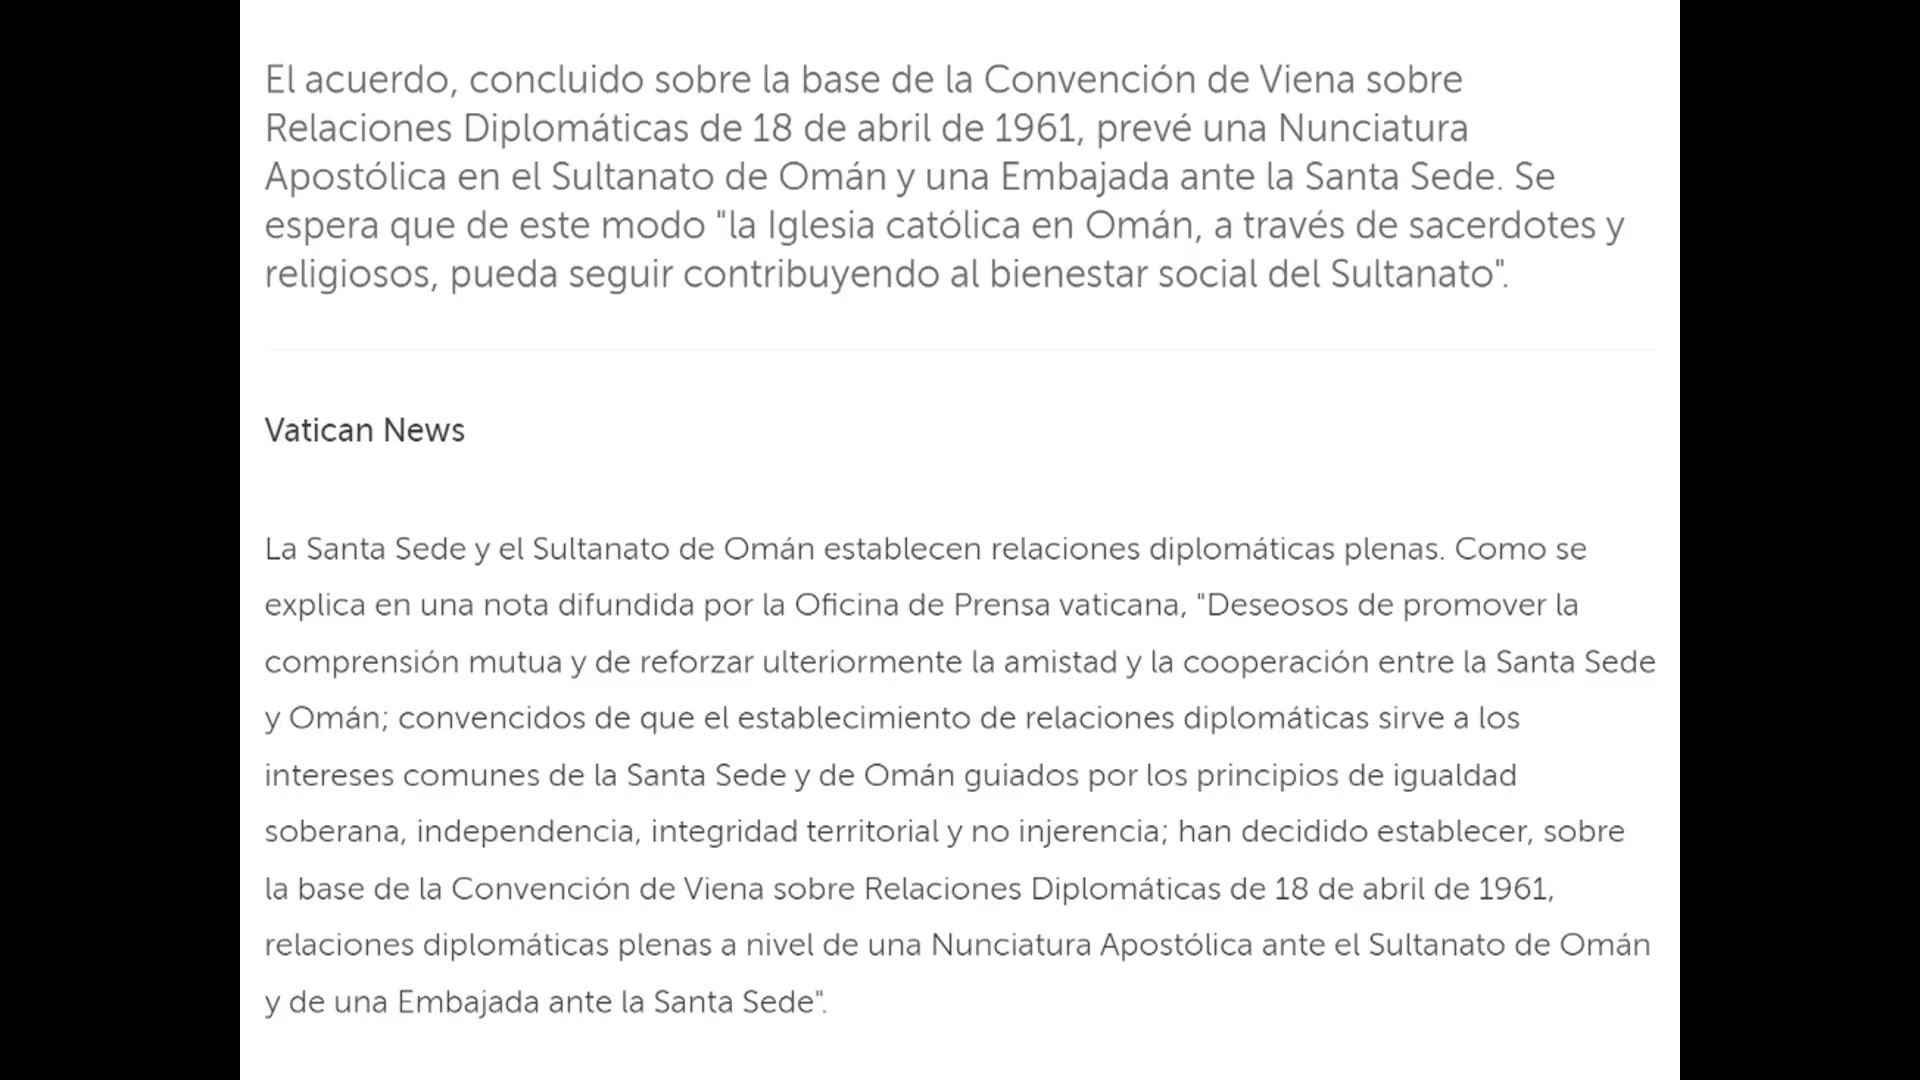 El acuerdo, concluido sobre la base de la Convención de Viena sobre
Relaciones Diplomáticas de 18 de abril de 1961, prevé una Nunciatura
Apostólica en el Sultanato de Omán y una Embajada ante la Santa Sede. Se
espera que de este modo "la Iglesia católica en Omán, a través de sacerdotes y
religiosos, pueda seguir contribuyendo al bienestar social del Sultanato".
Vatican News
La Santa Sede y el Sultanato de Omán establecen relaciones diplomáticas plenas. Como se
explica en una nota difundida por la Oficina de Prensa vaticana, "Deseosos de promover la
comprensión mutua y de reforzar ulteriormente la amistad y la cooperación entre la Santa Sede
y Omán; convencidos de que el establecimiento de relaciones diplomáticas sirve a los
intereses comunes de la Santa Sede y de Omán guiados por los principios de igualdad
soberana, independencia, integridad territorial y no injerencia; han decidido establecer, sobre
la base de la Convención de Viena sobre Relaciones Diplomáticas de 18 de abril de 1961,
relaciones diplomáticas plenas a nivel de una Nunciatura Apostólica ante el Sultanato de Omán
y de una Embajada ante la Santa Sede".